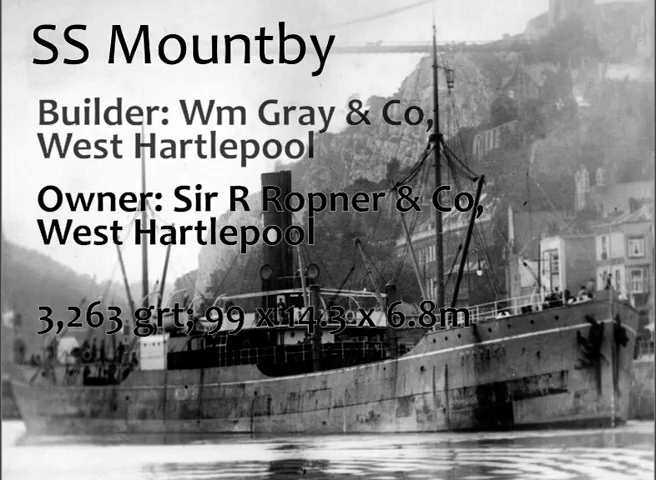 SS Mountby
Builder: Wm Gray & Co,
West Hartlepool
Owner: Sir R Ropner & Co,
West Hartlepool
3,263 grt; 99 x 14.3 x 6.8m